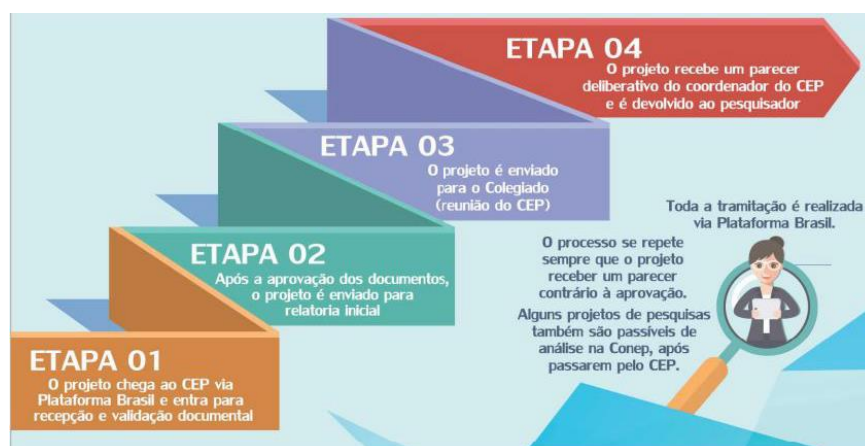 ETAPA 04
O projeto recebe um parecer
deliberativo do coordenador do CEP
e é devolvido ao pesquisador
ETAPA 03
O projeto é enviado
para o Colegiado
(reunião do CEP)
Toda a tramitação é realizada
via Plataforma Brasil.
ETAPA 02
Após a aprovação dos documentos,
o projeto é enviado para
relatoria inicial
O processo se repete
sempre que o projeto
receber um parecer
contrário à aprovação.
Alguns projetos de pesquisas
também são passíveis de
análise na Conep, após
passarem pelo CEP.
ETAPA 01
O projeto chega ao CEP via
Plataforma Brasil e entra para
recepção e validação documental